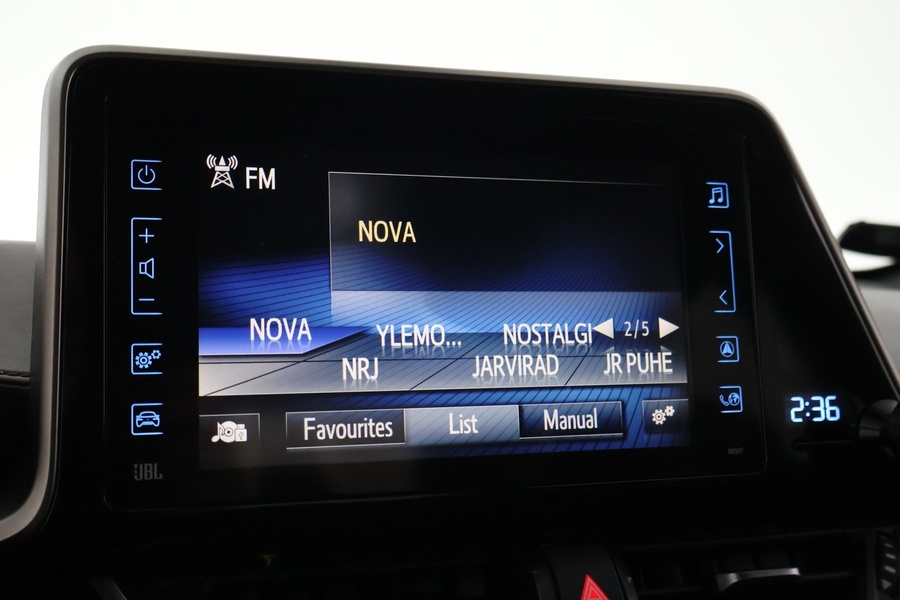 FM
NOVA
NOVA YLEMO... NOSTALGI 2/5
NRJ JARVIRAD JR PUHE
Favourites List Manual
JBL
2:36